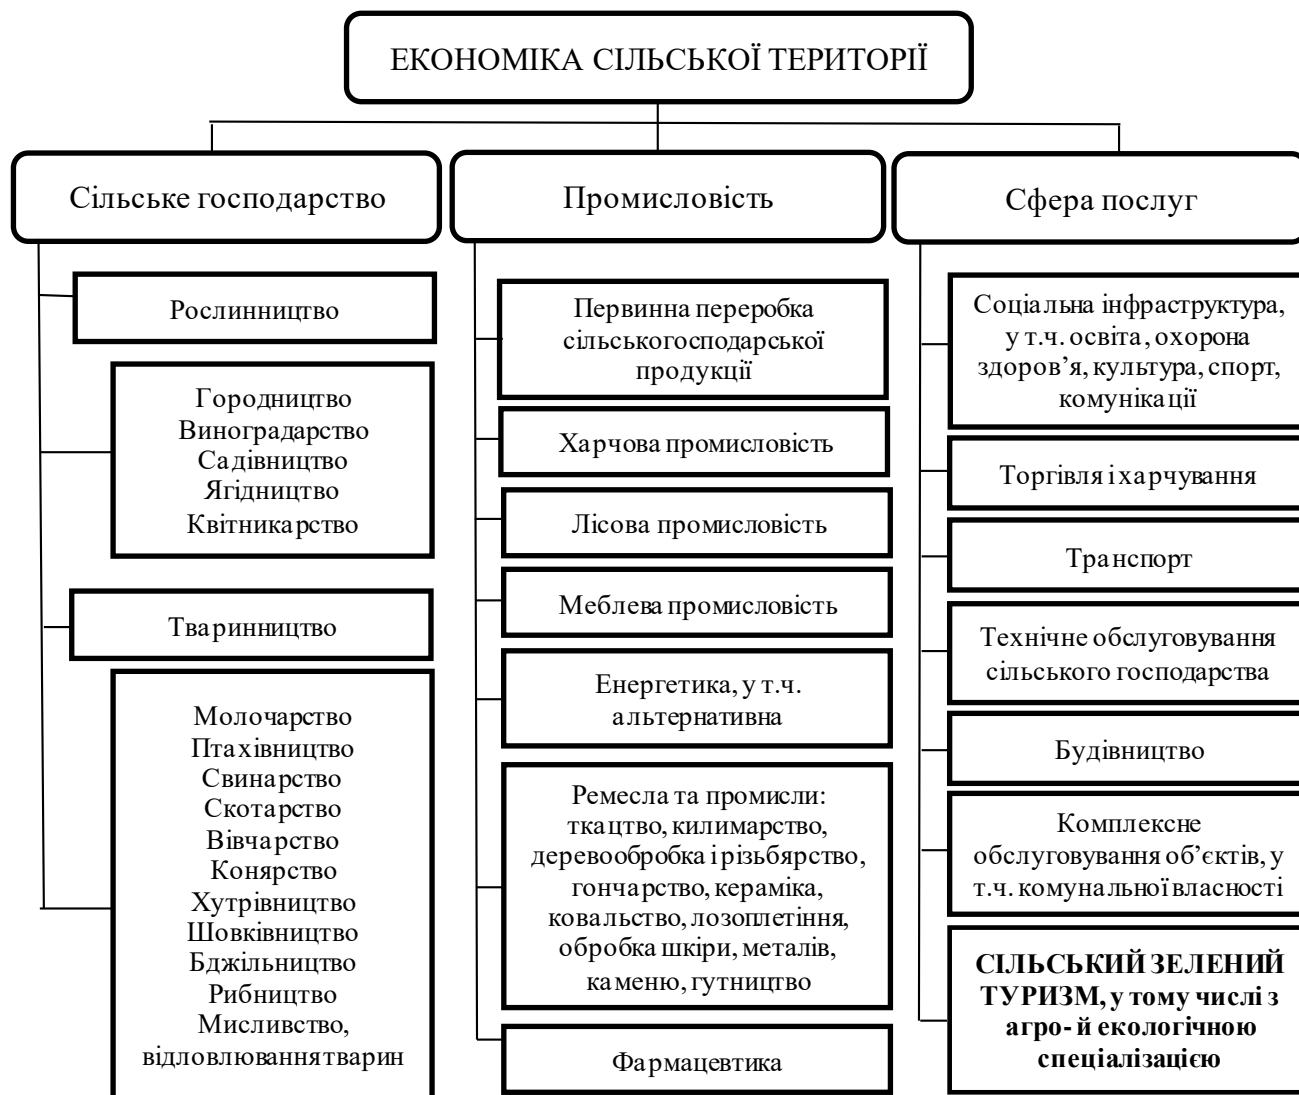 ЕКОНОМІКА СІЛЬСЬКОЇ ТЕРИТОРІЇ
Сільське господарство
Рослинництво
Городництво
Виноградарство
Садівництво
Ягідництво
Квітникарство
Тваринництво
Молочарство
Птахівництво
Свинарство
Скотарство
Вівчарство
Конярство
Хутрівництво
Шовківництво
Бджільництво
Рибництво
Мисливство,
відловлювання тварин
Промисловість
Первинна переробка
сільськогосподарської
продукції
Харчова промисловість
Лісова промисловість
Меблева промисловість
Енергетика, у т.ч.
альтернативна
Ремесла та промисли:
ткацтво, килимарство,
деревообробка і різьбярство,
гончарство, кераміка,
ковальство, лозоплетіння,
обробка шкіри, металів,
каменю, гутництво
Фармацевтика
Сфера послуг
Соціальна інфраструктура,
у т.ч. освіта, охорона
здоров’я, культура, спорт,
комунікації
Торгівля і харчування
Транспорт
Технічне обслуговування
сільського господарства
Будівництво
Комплексне
обслуговування об’єктів, у
т.ч. комунальної власності
СІЛЬСЬКИЙ ЗЕЛЕНИЙ
ТУРИЗМ, у тому числі з
агро- й екологічною
спеціалізацією